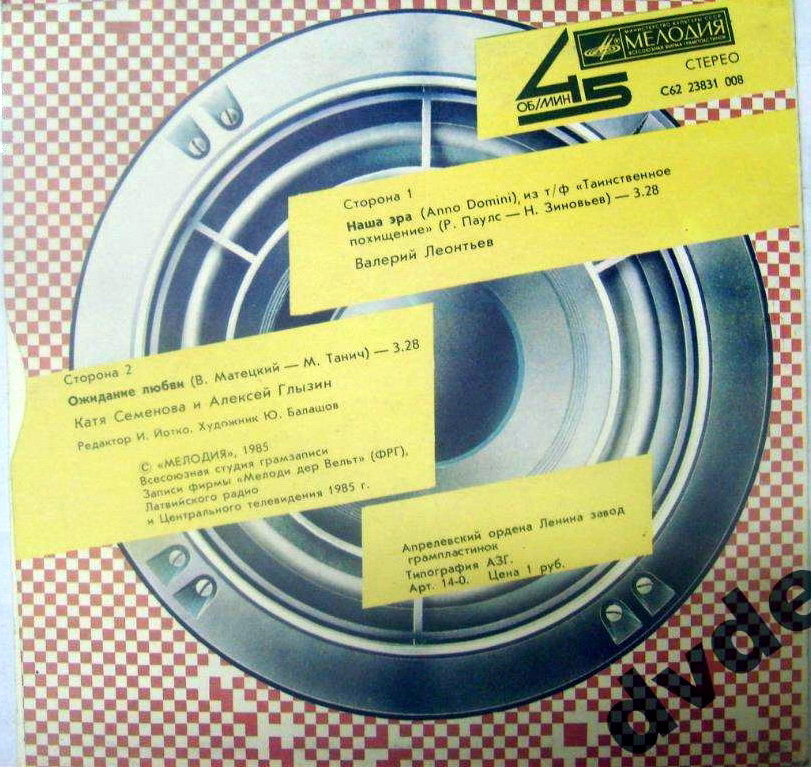 МИНИСТЕРСТВО КУЛЬТУРЫ СССР
МЕЛОДИЯ
ВСЕСОЮЗНАЯ ФИРМА ГРАМПЛАСТИНОК
45
ОБ/МИН
СТЕРЕО
С62 23831 008
Сторона 1
Наша эра (Anno Domini), из т/ф «Таинственное
похищение» (Р. Паулс — Н. Зиновьев) — 3.28
Валерий Леонтьев
Сторона 2
Ожидание любви (В. Матецкий — М. Танич) — 3.28
Катя Семенова и Алексей Глызин
Редактор И. Йотко. Художник Ю. Балашов
© «МЕЛОДИЯ», 1985
Всесоюзная студия грамзаписи
Записи фирмы «Мелоди дер Вельт» (ФРГ),
Латвийского радио
и Центрального телевидения 1985 г.
Апрелевский ордена Ленина завод
грампластинок
Типография АЗГ.
Арт. 14-0. Цена 1 руб.
dvde